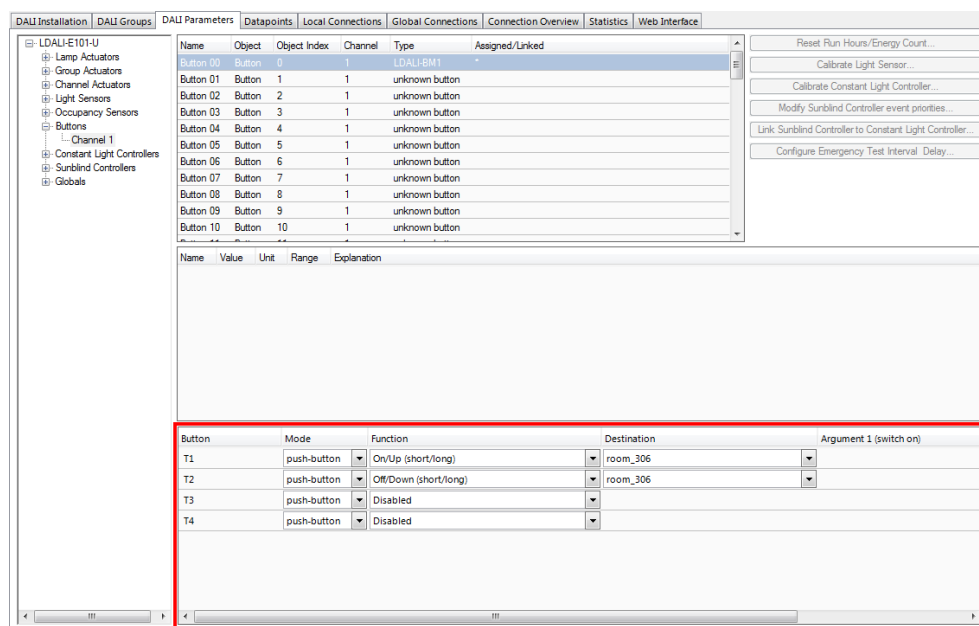 DALI Installation DALI Groups DALI Parameters Datapoints Local Connections Global Connections Connection Overview Statistics Web Interface
LDALI-E101-U
Lamp Actuators
Group Actuators
Channel Actuators
Light Sensors
Occupancy Sensors
Buttons
Channel 1
Constant Light Controllers
Sunblind Controllers
Globals
Name Object Object Index Channel Type Assigned/Linked
Button 00 Button 0 1 LDALI-BM1 *
Button 01 Button 1 1 unknown button
Button 02 Button 2 1 unknown button
Button 03 Button 3 1 unknown button
Button 04 Button 4 1 unknown button
Button 05 Button 5 1 unknown button
Button 06 Button 6 1 unknown button
Button 07 Button 7 1 unknown button
Button 08 Button 8 1 unknown button
Button 09 Button 9 1 unknown button
Button 10 Button 10 1 unknown button
Reset Run Hours/Energy Count...
Calibrate Light Sensor...
Calibrate Constant Light Controller...
Modify Sunblind Controller event priorities...
Link Sunblind Controller to Constant Light Controller...
Configure Emergency Test Interval Delay...
Name Value Unit Range Explanation
Button Mode Function Destination Argument 1 (switch on)
T1 push-button On/Up (short/long) room_306
T2 push-button Off/Down (short/long) room_306
T3 push-button Disabled
T4 push-button Disabled